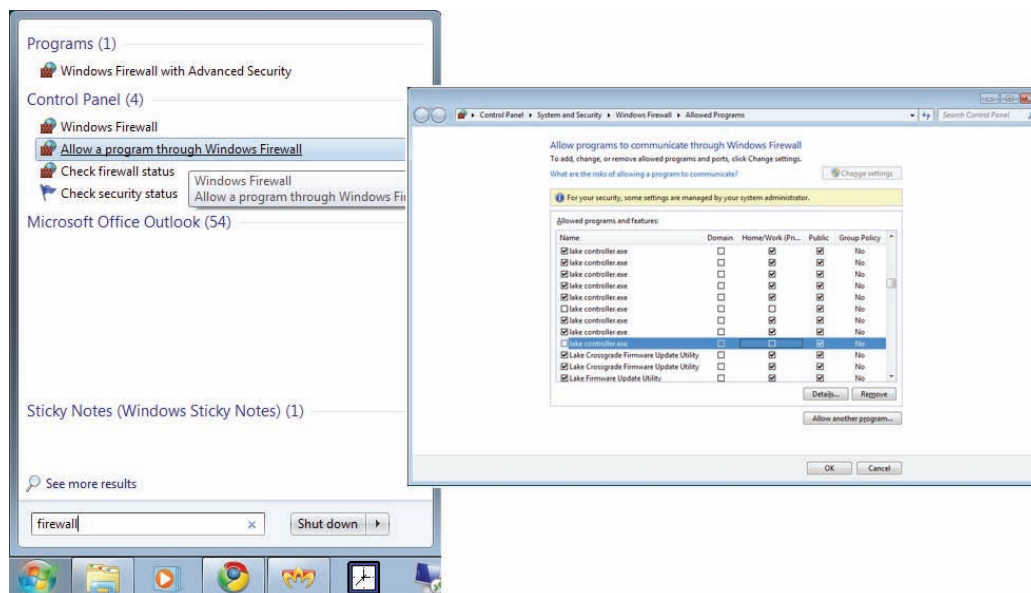 Programs (1)
Windows Firewall with Advanced Security
Control Panel (4)
Windows Firewall
Allow a program through Windows Firewall
Check firewall status
Check security status
Windows Firewall
Allow a program through Windows Fi
Microsoft Office Outlook (54)
Sticky Notes (Windows Sticky Notes) (1)
See more results
firewall
Shut down
Control Panel ▸ System and Security ▸ Windows Firewall ▸ Allowed Programs
Search Control Panel
Allow programs to communicate through Windows Firewall
To add, change, or remove allowed programs and ports, click Change settings.
What are the risks of allowing a program to communicate?
Change settings
For your security, some settings are managed by your system administrator.
Allowed programs and features:
Name Domain Home/Work (Pri... Public Group Policy
lake controller.exe No
lake controller.exe No
lake controller.exe No
lake controller.exe No
lake controller.exe No
lake controller.exe No
lake controller.exe No
lake controller.exe No
lake controller.exe No
Lake Crossgrade Firmware Update Utility No
Lake Crossgrade Firmware Update Utility No
Lake Firmware Update Utility No
Details... Remove
Allow another program...
OK Cancel